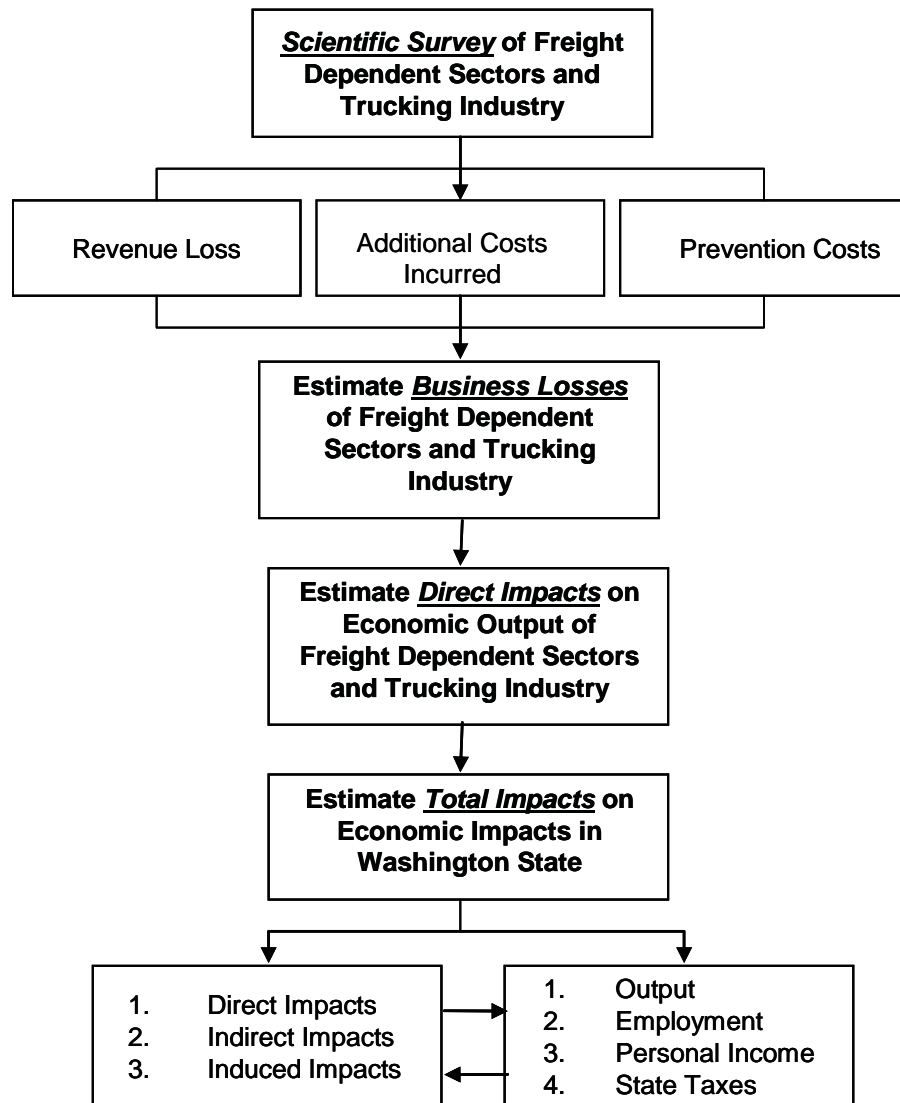 Scientific Survey of Freight
Dependent Sectors and
Trucking Industry
Revenue Loss
Additional Costs
Incurred
Prevention Costs
Estimate Business Losses
of Freight Dependent
Sectors and Trucking
Industry
Estimate Direct Impacts on
Economic Output of
Freight Dependent Sectors
and Trucking Industry
Estimate Total Impacts on
Economic Impacts in
Washington State
1. Direct Impacts
2. Indirect Impacts
3. Induced Impacts
1. Output
2. Employment
3. Personal Income
4. State Taxes